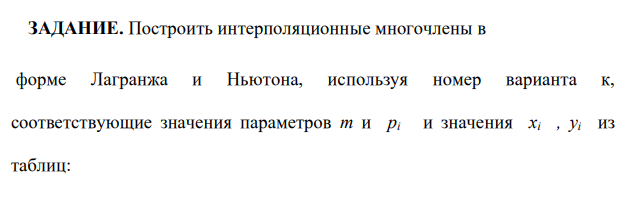 ЗАДАНИЕ. Построить интерполяционные многочлены в
форме Лагранжа и Ньютона, используя номер варианта к,
соответствующие значения параметров m и pi и значения xi , yi из
таблиц: